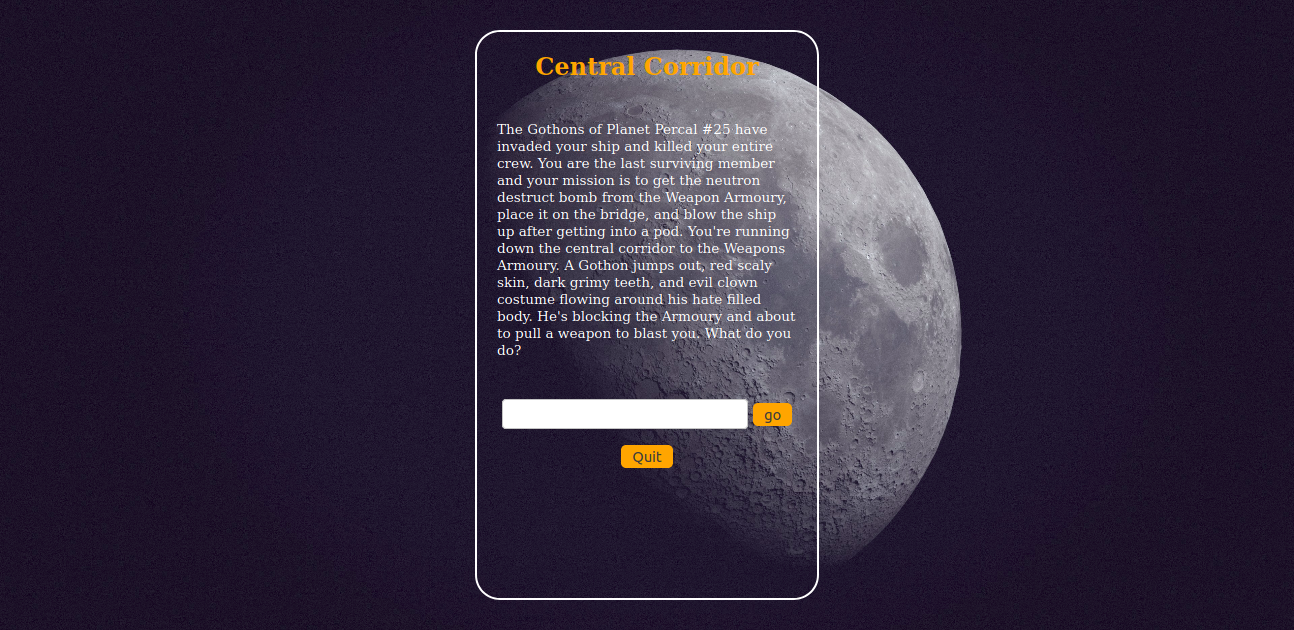 Central Corridor
The Gothons of Planet Percal #25 have
invaded your ship and killed your entire
crew. You are the last surviving member
and your mission is to get the neutron
destruct bomb from the Weapon Armoury,
place it on the bridge, and blow the ship
up after getting into a pod. You're running
down the central corridor to the Weapons
Armoury. A Gothon jumps out, red scaly
skin, dark grimy teeth, and evil clown
costume flowing around his hate filled
body. He's blocking the Armoury and about
to pull a weapon to blast you. What do you
do?
go
Quit